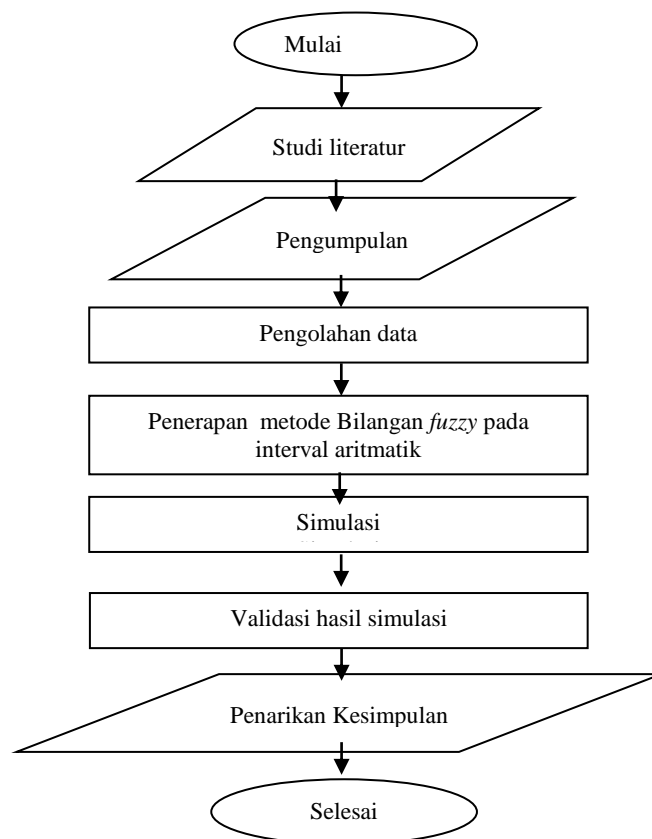 Mulai
Studi literatur
Pengumpulan
Pengolahan data
Penerapan metode Bilangan fuzzy pada
interval aritmatik
Simulasi
Validasi hasil simulasi
Penarikan Kesimpulan
Selesai